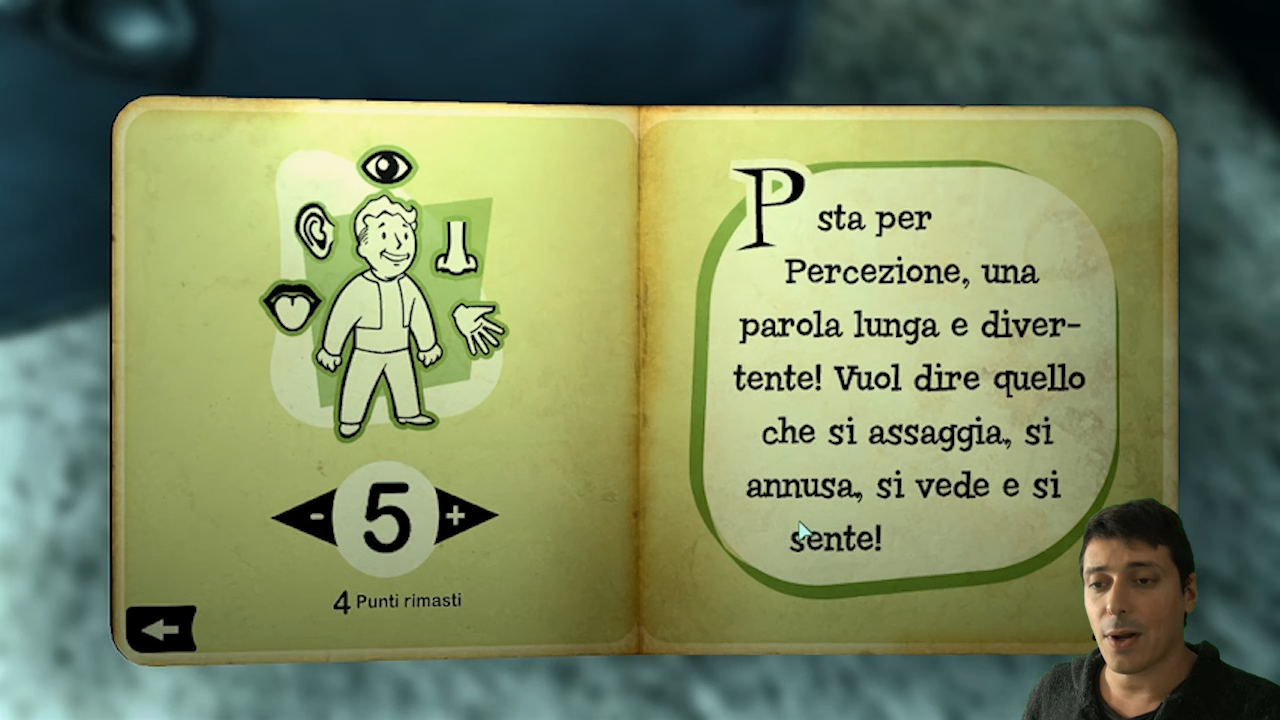 -
5
+
4 Punti rimasti
P sta per
Percezione, una
parola lunga e diver-
tente! Vuol dire quello
che si assaggia, si
annusa, si vede e si
sente!